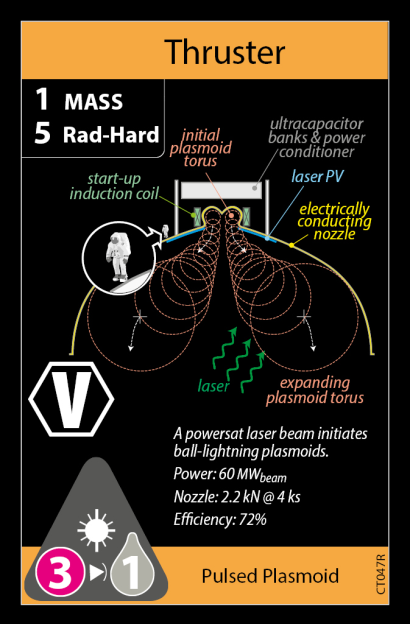 Thruster
1 MASS
5 Rad-Hard
initial
plasmoid
torus
ultracapacitor
banks & power
conditioner
start-up
induction coil
laser PV
electrically
conducting
nozzle
laser
expanding
plasmoid torus
V
A powersat laser beam initiates
ball-lightning plasmoids.
Power: 60 MWbeam
Nozzle: 2.2 kN @ 4 ks
Efficiency: 72%
3 1
Pulsed Plasmoid
CT047R